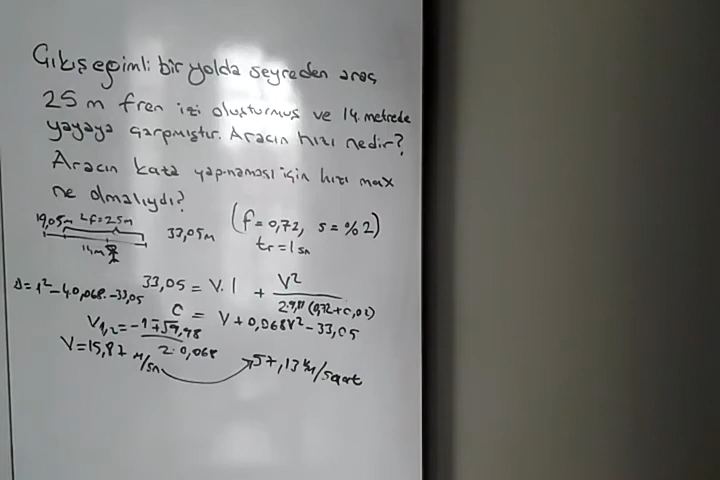 Çıkış eğimli bir yolda seyreden araç
25 m fren izi oluşturmuş ve 14. metrede
yayaya çarpmıştır. Aracın hızı nedir?
Aracın kaza yapmaması için hızı max
ne olmalıydı?
(f=0,72, s=%2)
tr=1sn
19,05m Lf=25m
14m
33,05m
33,05 = V.1 + V²/2.9,81(0,72+0,02)
Δ=1²-4.0,068.-33,05
0 = V+0,068V²-33,05
V1,2=-1∓√9,98/2.0,068
V=15,87 m/sn
57,13 km/saat